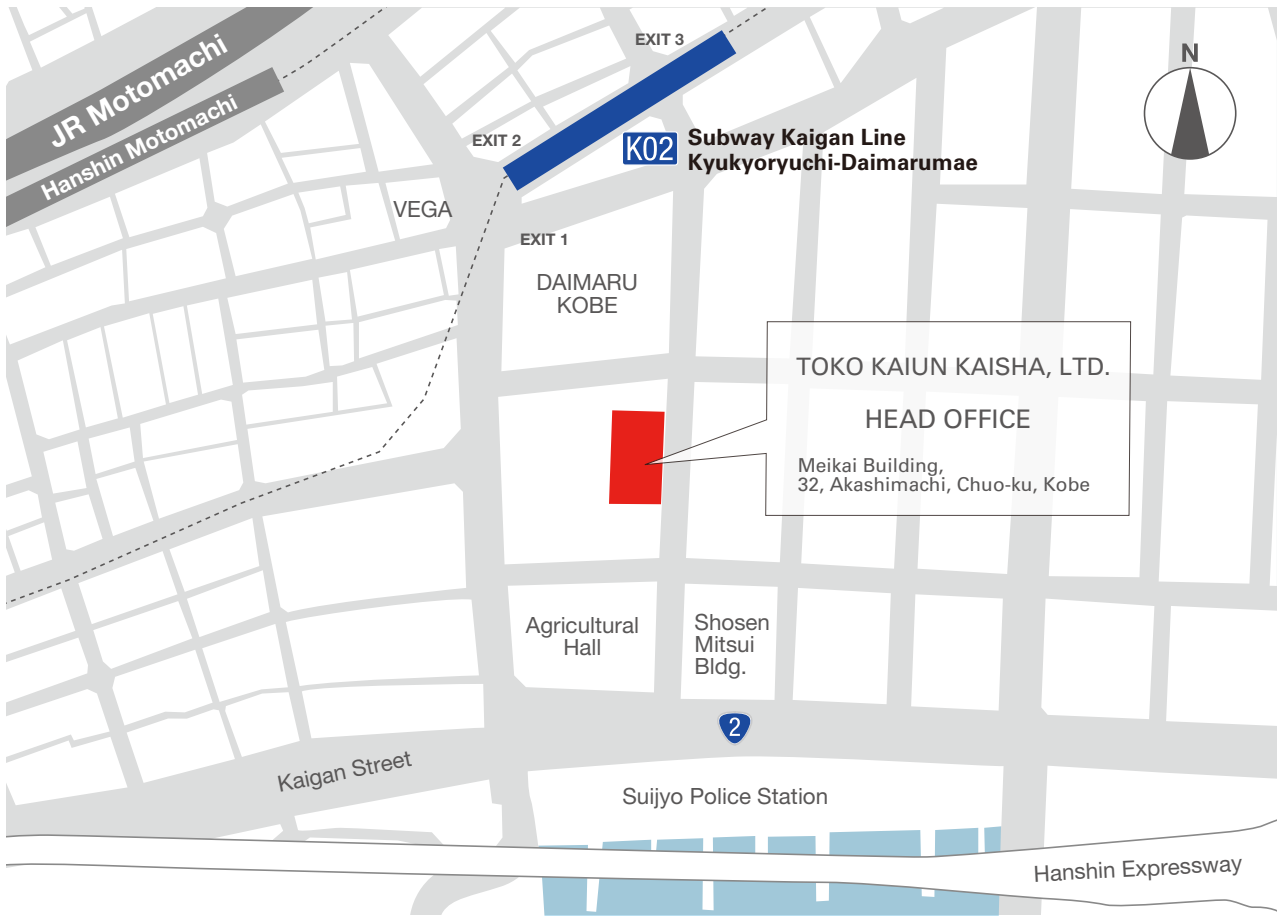 EXIT 3
N
JR Motomachi
Hanshin Motomachi
EXIT 2
K02
Subway Kaigan Line
Kyukyoryuchi-Daimarumae
VEGA
EXIT 1
DAIMARU
KOBE
TOKO KAIUN KAISHA, LTD.
HEAD OFFICE
Meikai Building,
32, Akashimachi, Chuo-ku, Kobe
Agricultural
Hall
Shosen
Mitsui
Bldg.
2
Kaigan Street
Suijyo Police Station
Hanshin Expressway